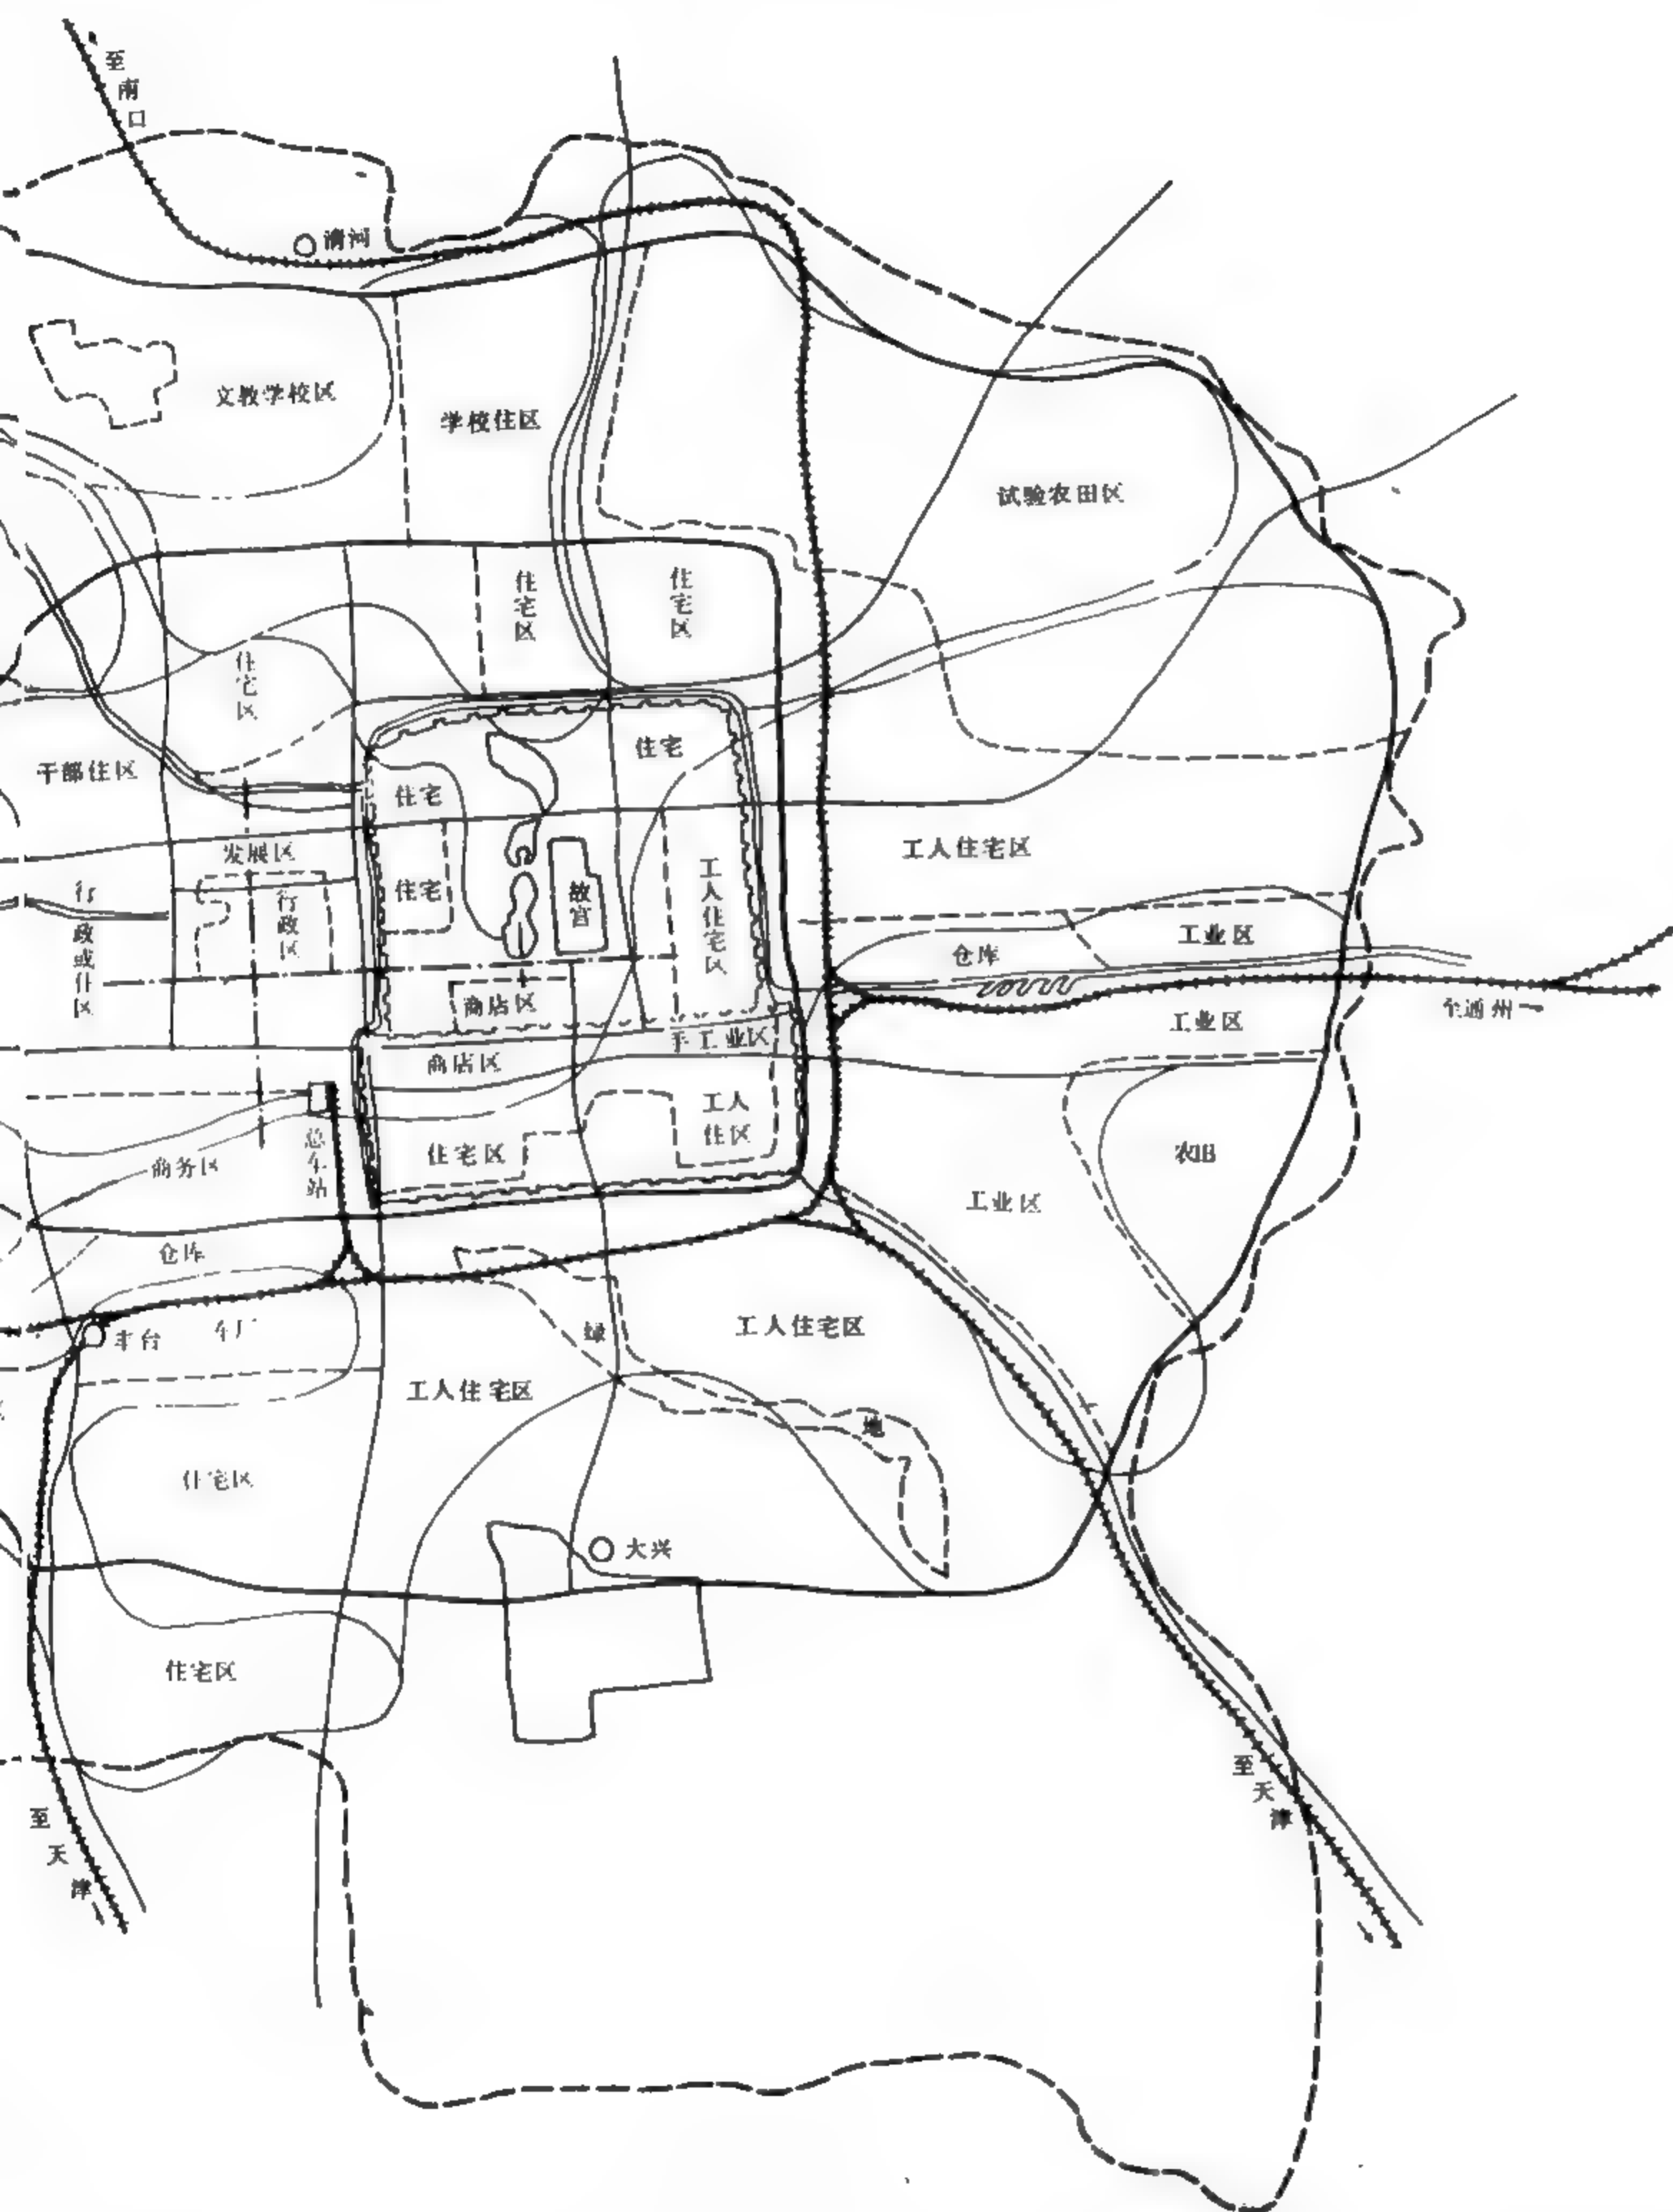 至南口
清河
文教学校区
学校住区
试验农田区
住宅区
住宅区
住宅区
住宅
干部住区
住宅
发展区
工人住宅区
住宅
行政区
故宫
工人住宅区
行政或住区
工业区
仓库
商店区
至通州
工业区
手工业区
商店区
工人
住区
住宅区
农田
总车站
商务区
工业区
仓库
丰台
车厂
绿地
工人住宅区
工人住宅区
住宅区
大兴
住宅区
至天津
至天津